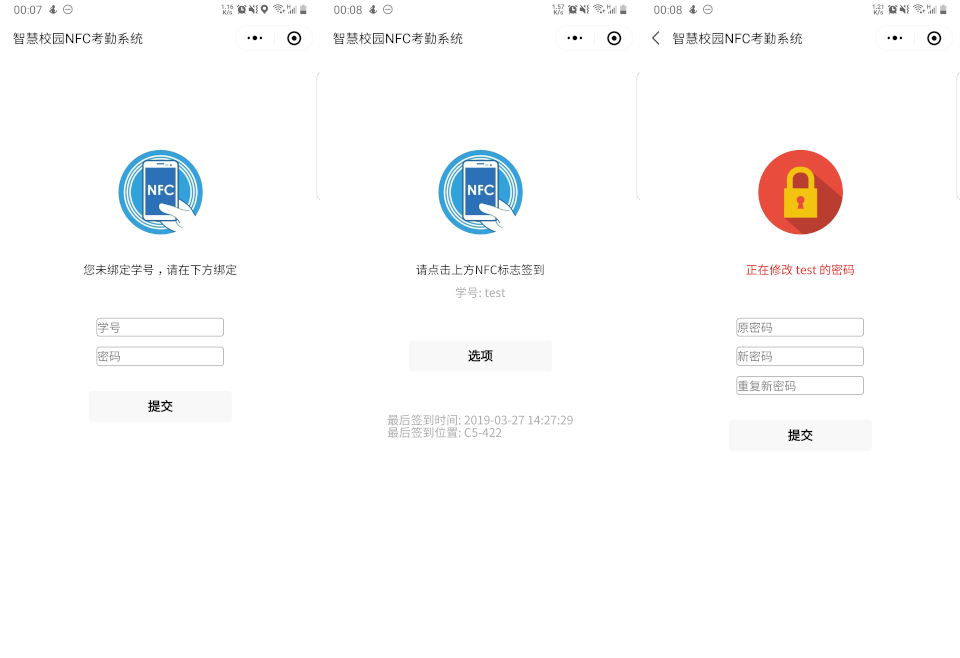 00:07
1.16 K/s
智慧校园NFC考勤系统
NFC
您未绑定学号，请在下方绑定
学号
密码
提交
00:08
1.57 K/s
智慧校园NFC考勤系统
NFC
请点击上方NFC标志签到
学号: test
选项
最后签到时间: 2019-03-27 14:27:29
最后签到位置: C5-422
00:08
1.21 K/s
智慧校园NFC考勤系统
正在修改 test 的密码
原密码
新密码
重复新密码
提交